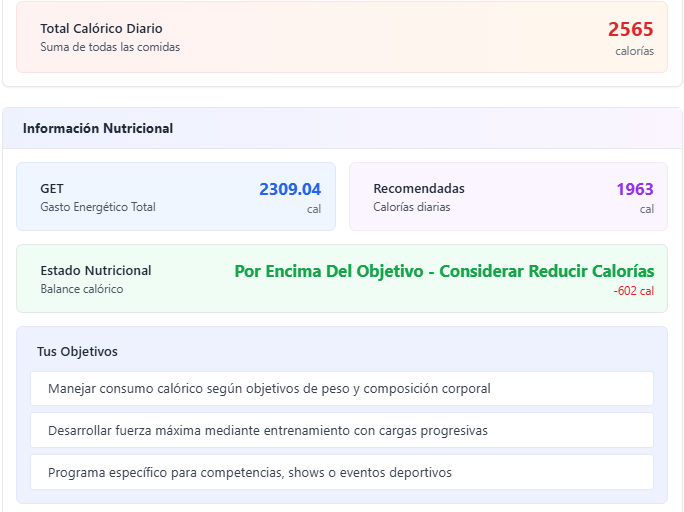 Total Calórico Diario
2565
Suma de todas las comidas
calorías
Información Nutricional
GET
2309.04
Gasto Energético Total
cal
Recomendadas
1963
Calorías diarias
cal
Estado Nutricional
Por Encima Del Objetivo - Considerar Reducir Calorías
Balance calórico
-602 cal
Tus Objetivos
Manejar consumo calórico según objetivos de peso y composición corporal
Desarrollar fuerza máxima mediante entrenamiento con cargas progresivas
Programa específico para competencias, shows o eventos deportivos